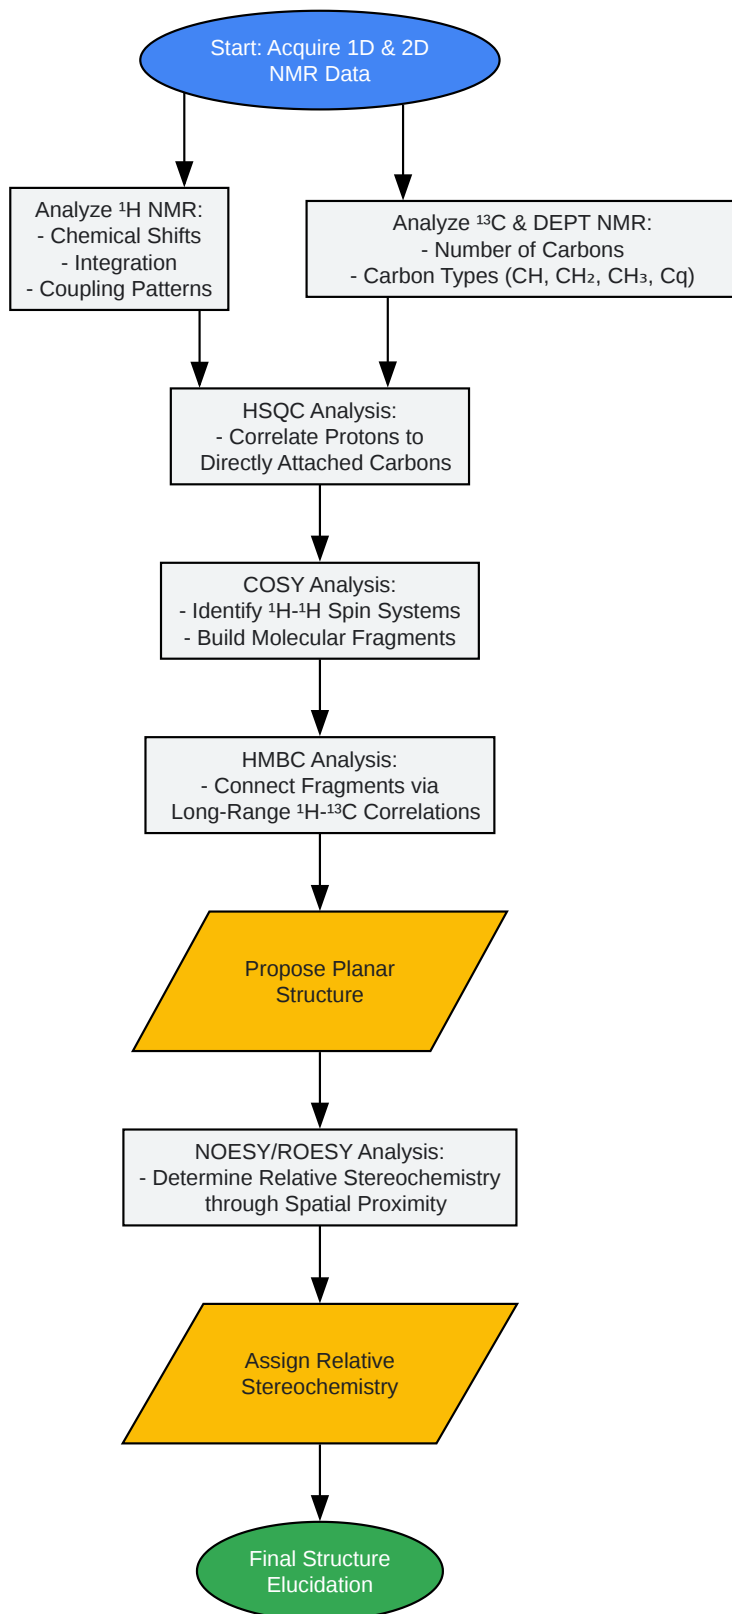 Start: Acquire 1D & 2D
NMR Data
Analyze ¹H NMR:
- Chemical Shifts
- Integration
- Coupling Patterns
Analyze ¹³C & DEPT NMR:
- Number of Carbons
- Carbon Types (CH, CH₂, CH₃, Cq)
HSQC Analysis:
- Correlate Protons to
Directly Attached Carbons
COSY Analysis:
- Identify ¹H-¹H Spin Systems
- Build Molecular Fragments
HMBC Analysis:
- Connect Fragments via
Long-Range ¹H-¹³C Correlations
Propose Planar
Structure
NOESY/ROESY Analysis:
- Determine Relative Stereochemistry
through Spatial Proximity
Assign Relative
Stereochemistry
Final Structure
Elucidation